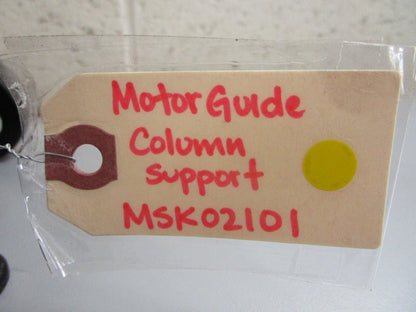 Motor Guide
Column
Support
MSK02101